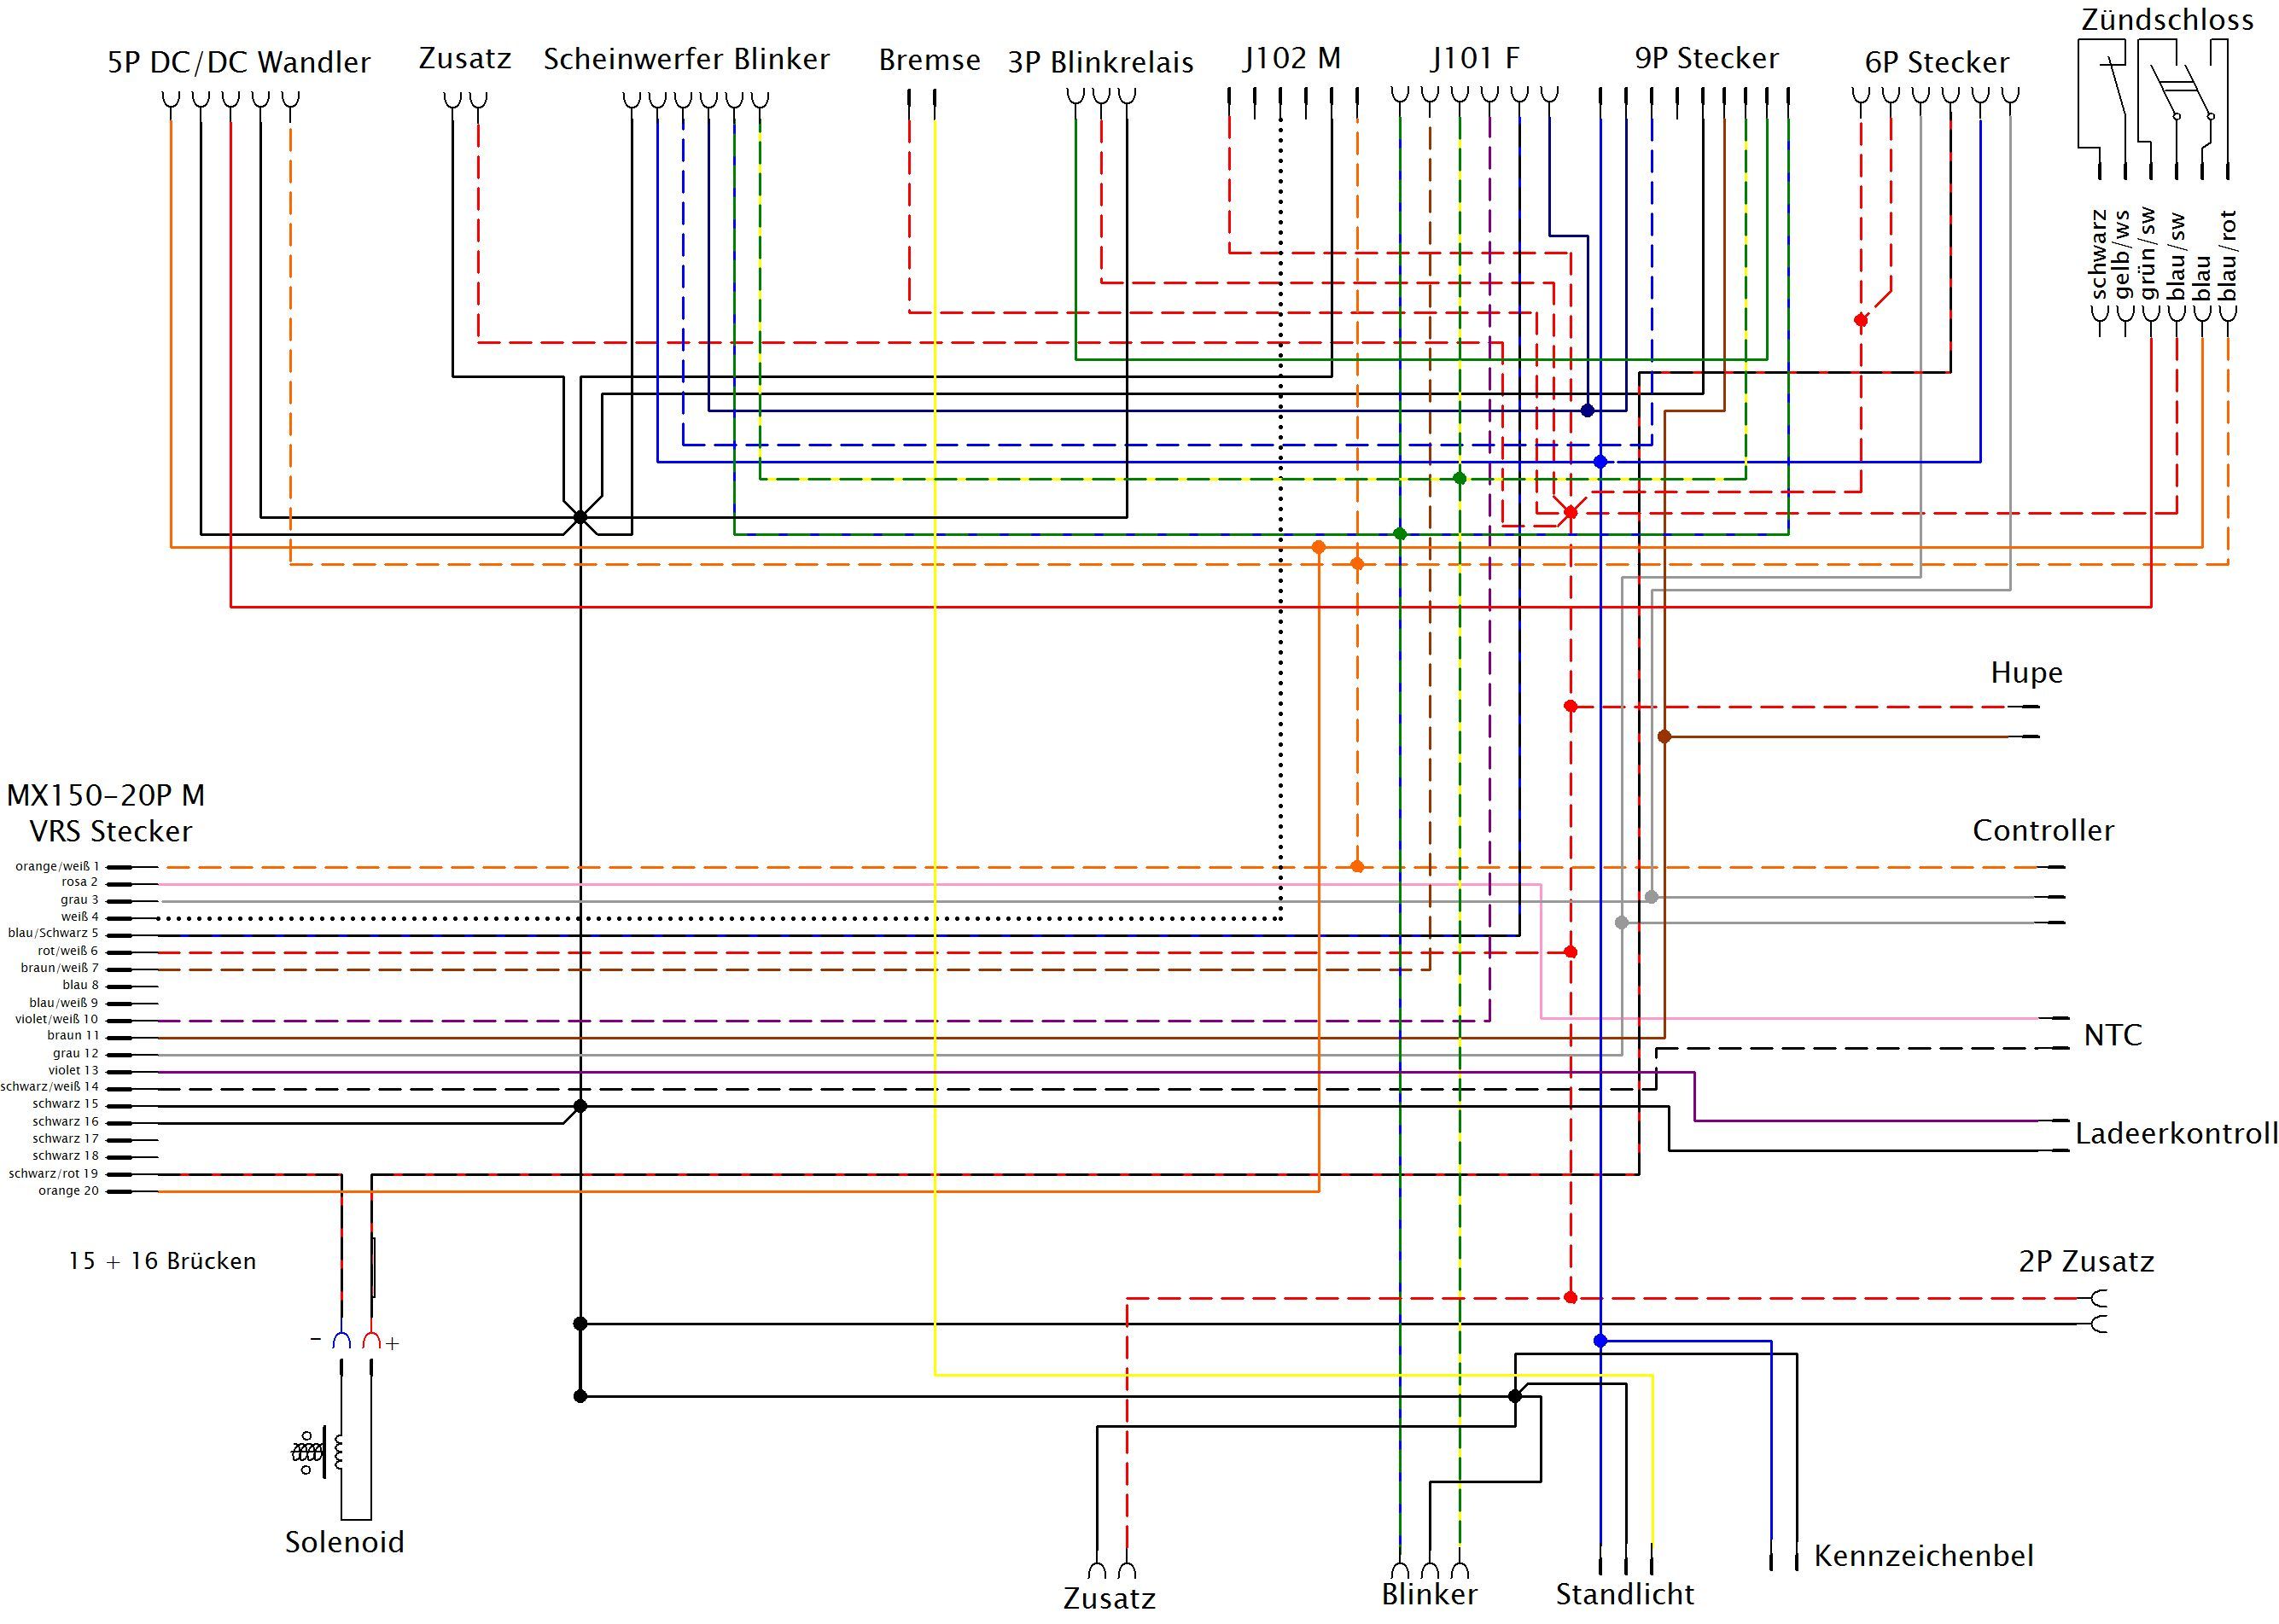 Zündschloss
5P DC/DC Wandler
Zusatz
Scheinwerfer Blinker
Bremse
3P Blinkrelais
J102 M
J101 F
9P Stecker
6P Stecker
schwarz
gelb/ws
grün/sw
blau/sw
blau
blau/rot
Hupe
MX150-20P M
VRS Stecker
Controller
orange/weiß 1
rosa 2
grau 3
weiß 4
blau/Schwarz 5
rot/weiß 6
braun/weiß 7
blau 8
blau/weiß 9
violet/weiß 10
braun 11
grau 12
violet 13
schwarz/weiß 14
schwarz 15
schwarz 16
schwarz 17
schwarz 18
schwarz/rot 19
orange 20
NTC
Ladeerkontroll
15 + 16 Brücken
2P Zusatz
- +
Solenoid
Zusatz
Blinker
Standlicht
Kennzeichenbel